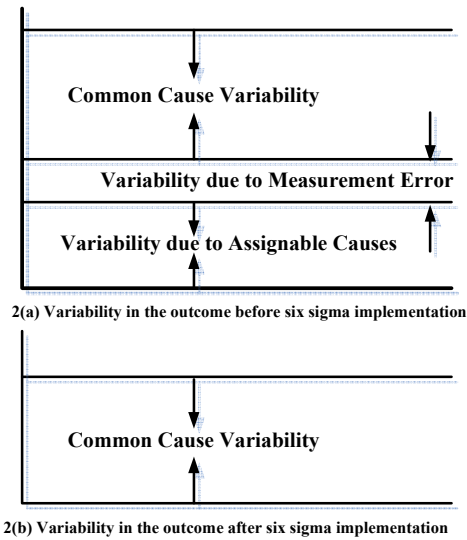 Common Cause Variability
Variability due to Measurement Error
Variability due to Assignable Causes
2(a) Variability in the outcome before six sigma implementation
Common Cause Variability
2(b) Variability in the outcome after six sigma implementation